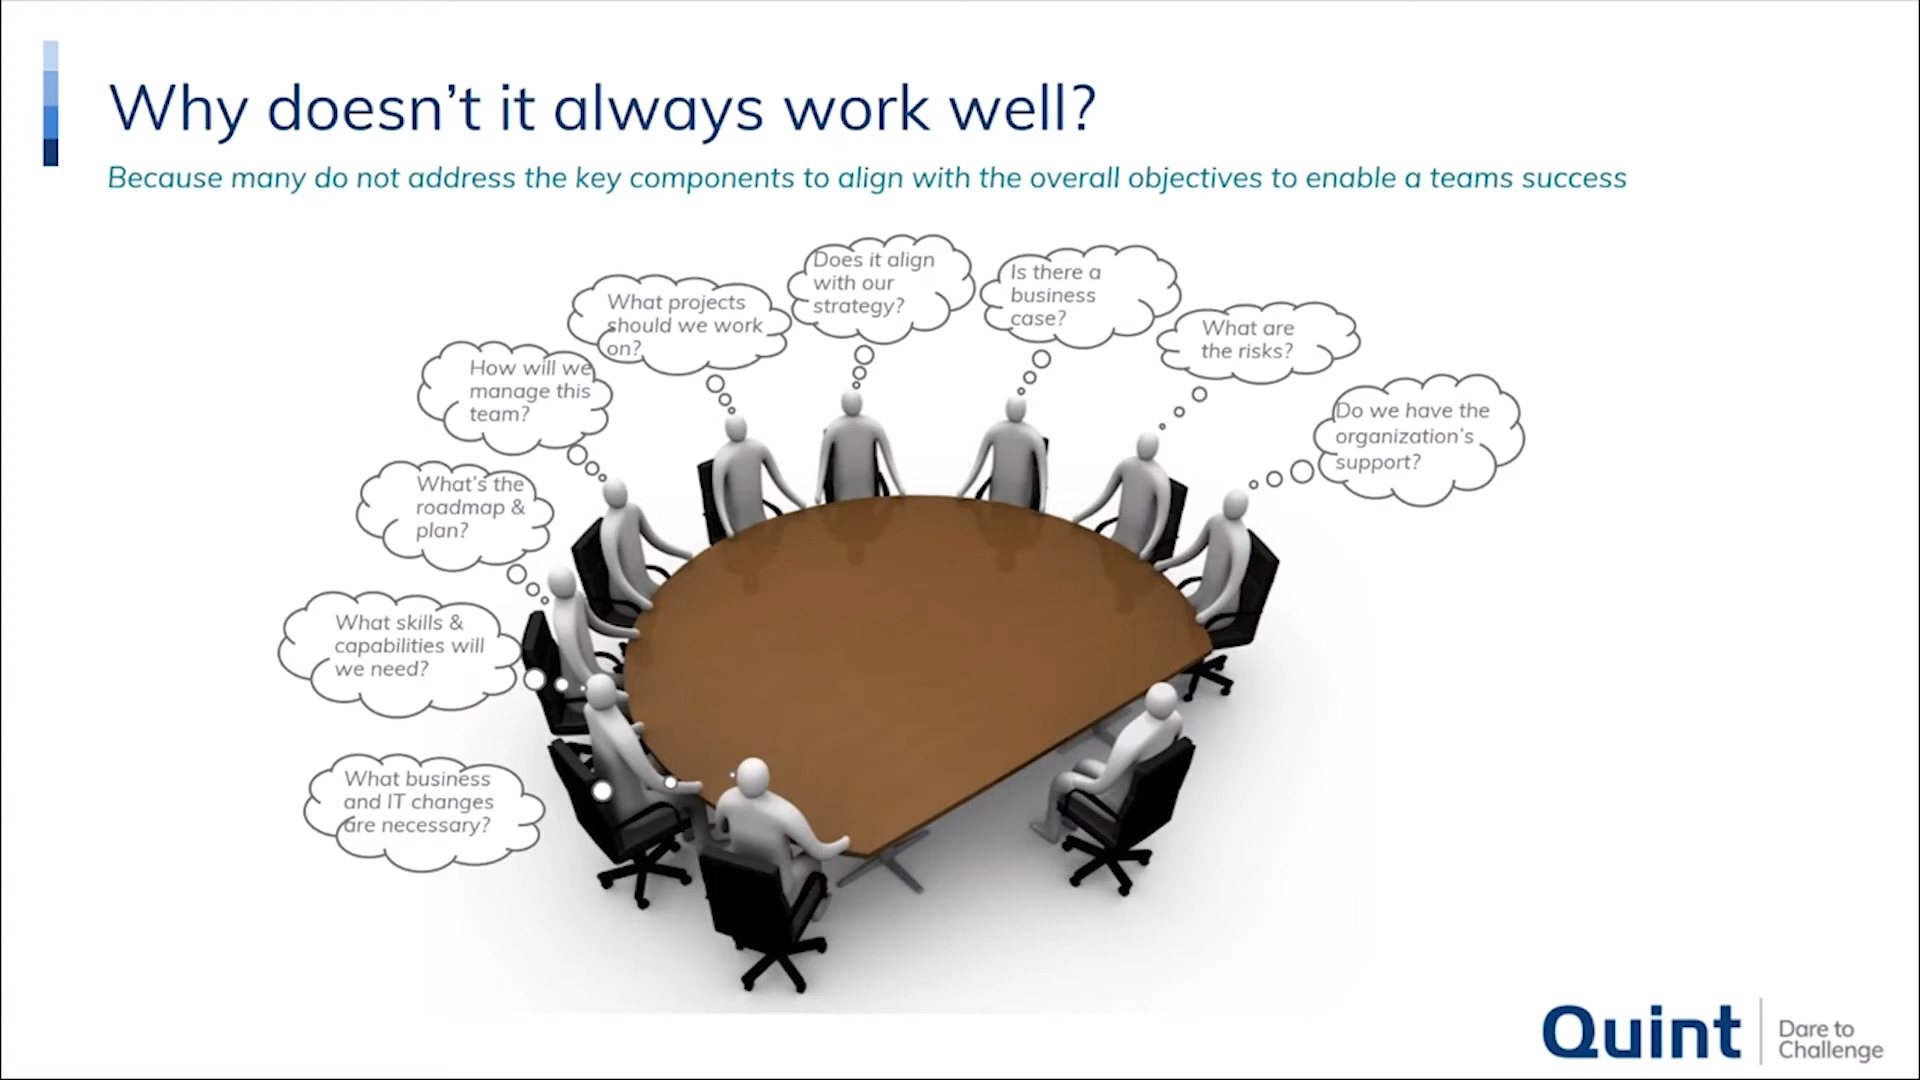 Why doesn't it always work well?
Because many do not address the key components to align with the overall objectives to enable a teams success
Does it align
with our
strategy?
Is there a
business
case?
What projects
should we work
on?
What are
the risks?
How will we
manage this
team?
Do we have the
organization's
support?
What's the
roadmap &
plan?
What skills &
capabilities will
we need?
What business
and IT changes
are necessary?
Quint
Dare to
Challenge